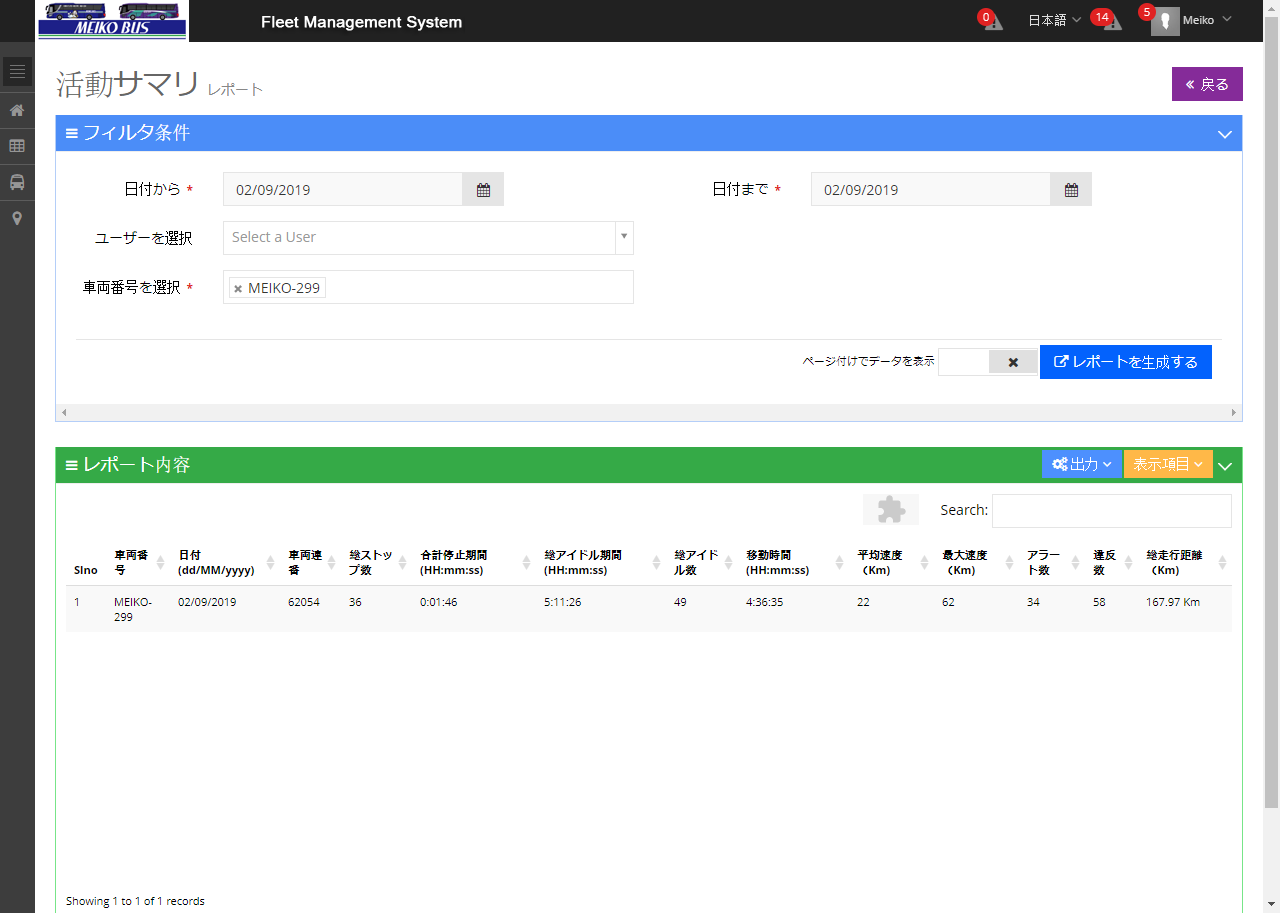 MEIKO BUS
Fleet Management System
0
日本語
14
5
Meiko
活動サマリ レポート
« 戻る
フィルタ条件
日付から *
02/09/2019
日付まで *
02/09/2019
ユーザーを選択
Select a User
車両番号を選択 *
× MEIKO-299
ページ付けでデータを表示
レポートを生成する
レポート内容
出力
表示項目
Search:
Slno 車両番号 日付 (dd/MM/yyyy) 車両連番 総ストップ数 合計停止期間 (HH:mm:ss) 総アイドル期間 (HH:mm:ss) 総アイドル数 移動時間 (HH:mm:ss) 平均速度 (Km) 最大速度 (Km) アラート数 違反数 総走行距離 (Km)
1 MEIKO-299 02/09/2019 62054 36 0:01:46 5:11:26 49 4:36:35 22 62 34 58 167.97 Km
Showing 1 to 1 of 1 records